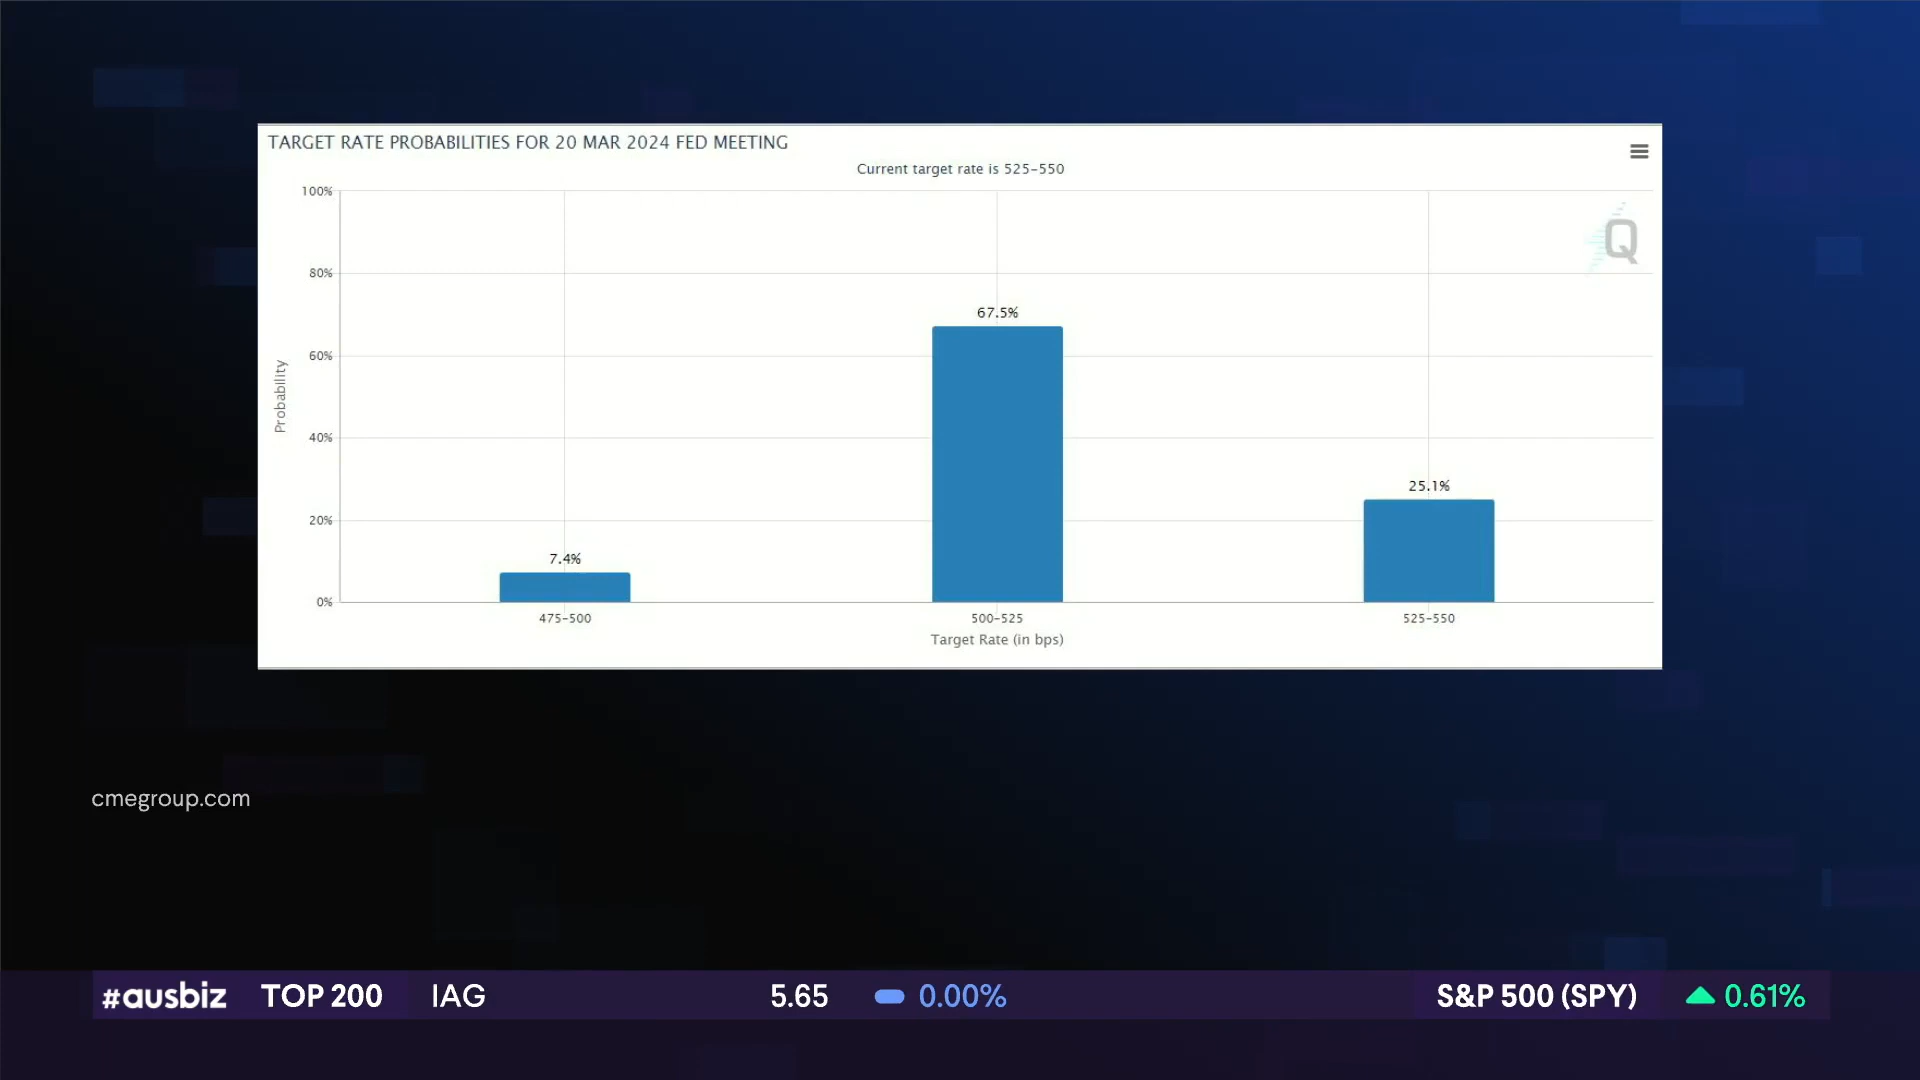 TARGET RATE PROBABILITIES FOR 20 MAR 2024 FED MEETING
Current target rate is 525-550
100%
80%
60%
40%
20%
0%
Probability
7.4%
67.5%
25.1%
475-500
500-525
525-550
Target Rate (in bps)
Q
cmegroup.com
#ausbiz TOP 200 IAG 5.65 0.00% S&P 500 (SPY) 0.61%